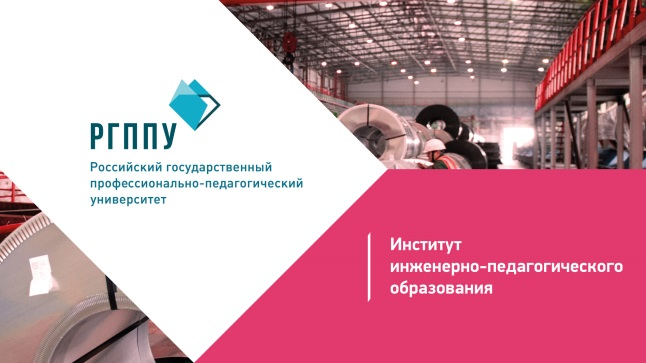 РГППУ
Российский государственный
профессионально-педагогический
университет
Институт
инженерно-педагогического
образования